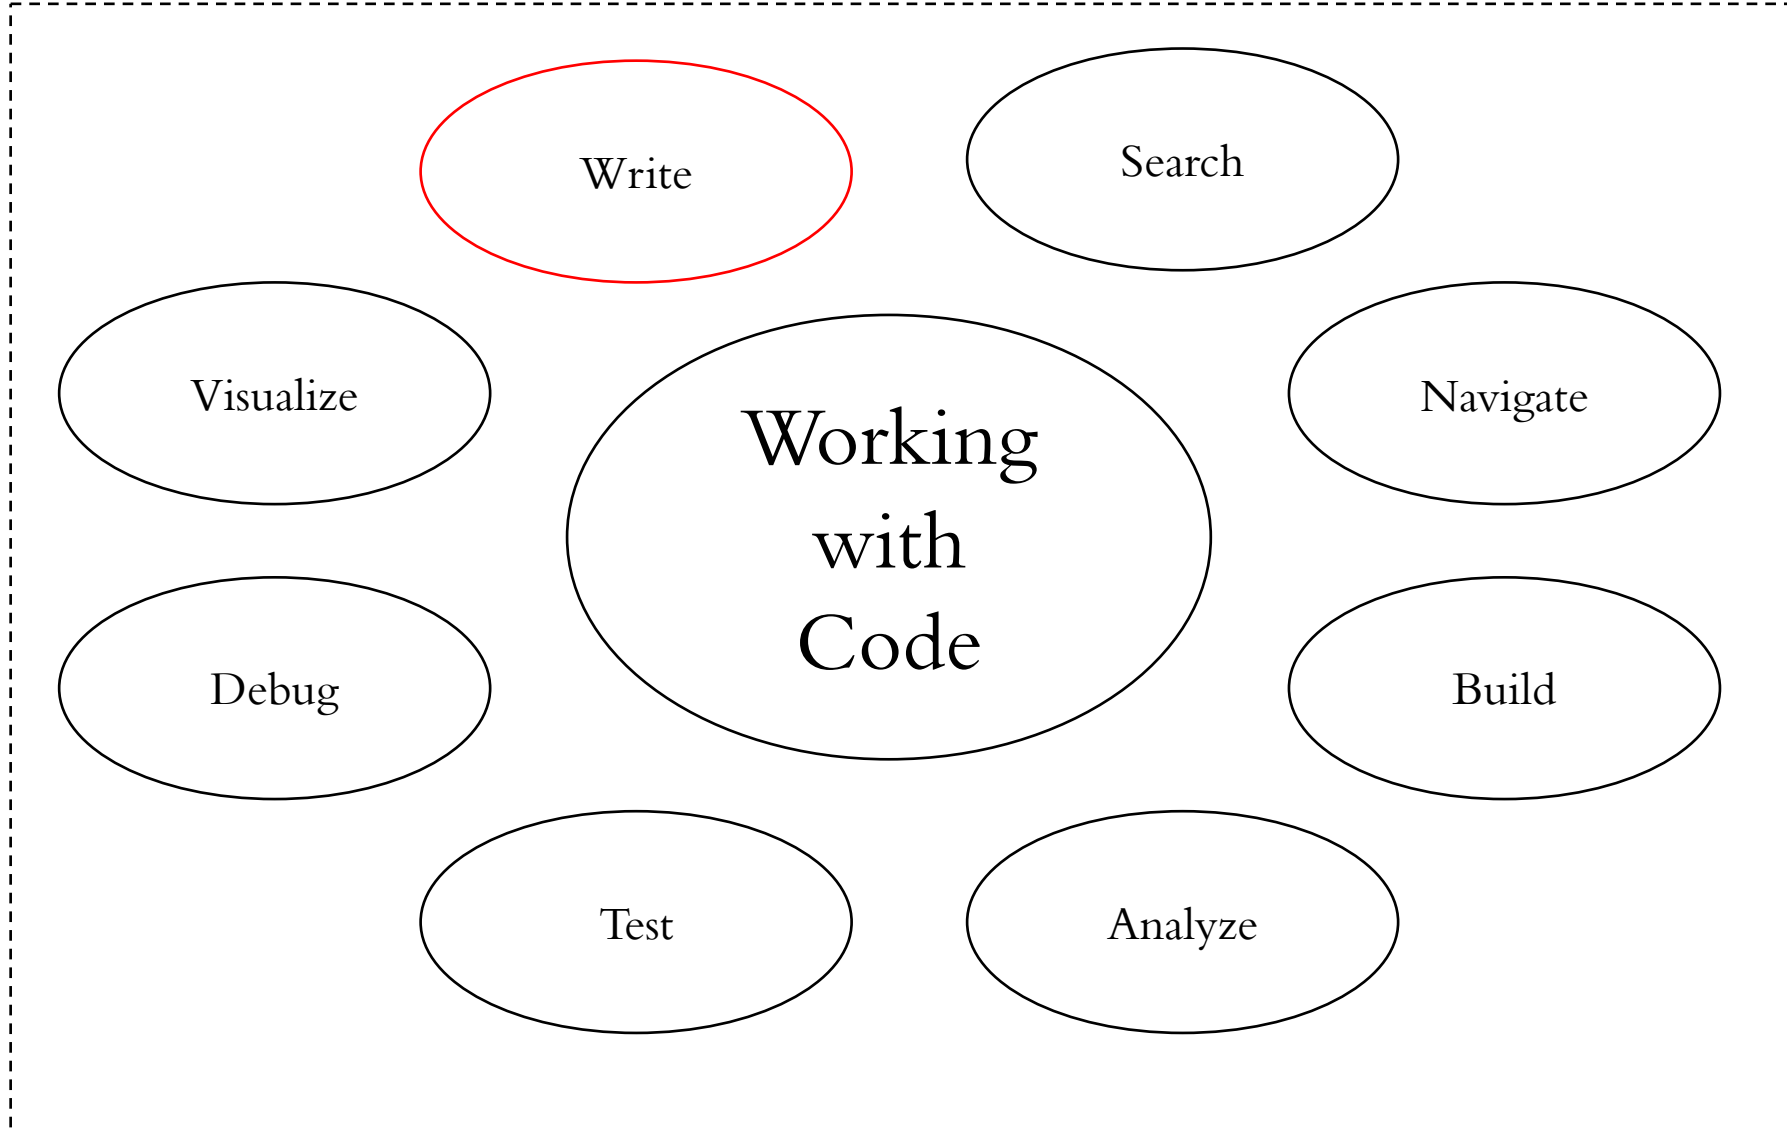 Write
Search
Visualize
Navigate
Working
with
Code
Debug
Build
Test
Analyze